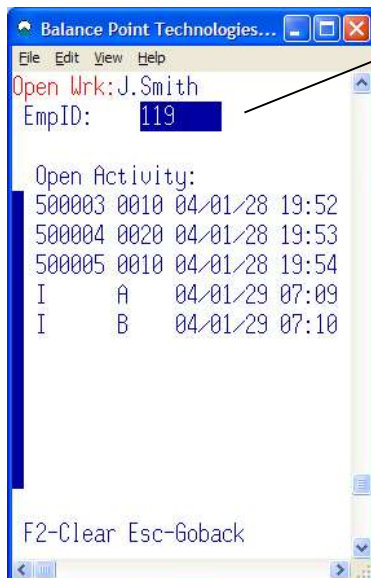 Balance Point Technologies...
File Edit View Help
Open Wrk:J.Smith
EmpID: 119
Open Activity:
500003 0010 04/01/28 19:52
500004 0020 04/01/28 19:53
500005 0010 04/01/28 19:54
I A 04/01/29 07:09
I B 04/01/29 07:10
F2-Clear Esc-Goback